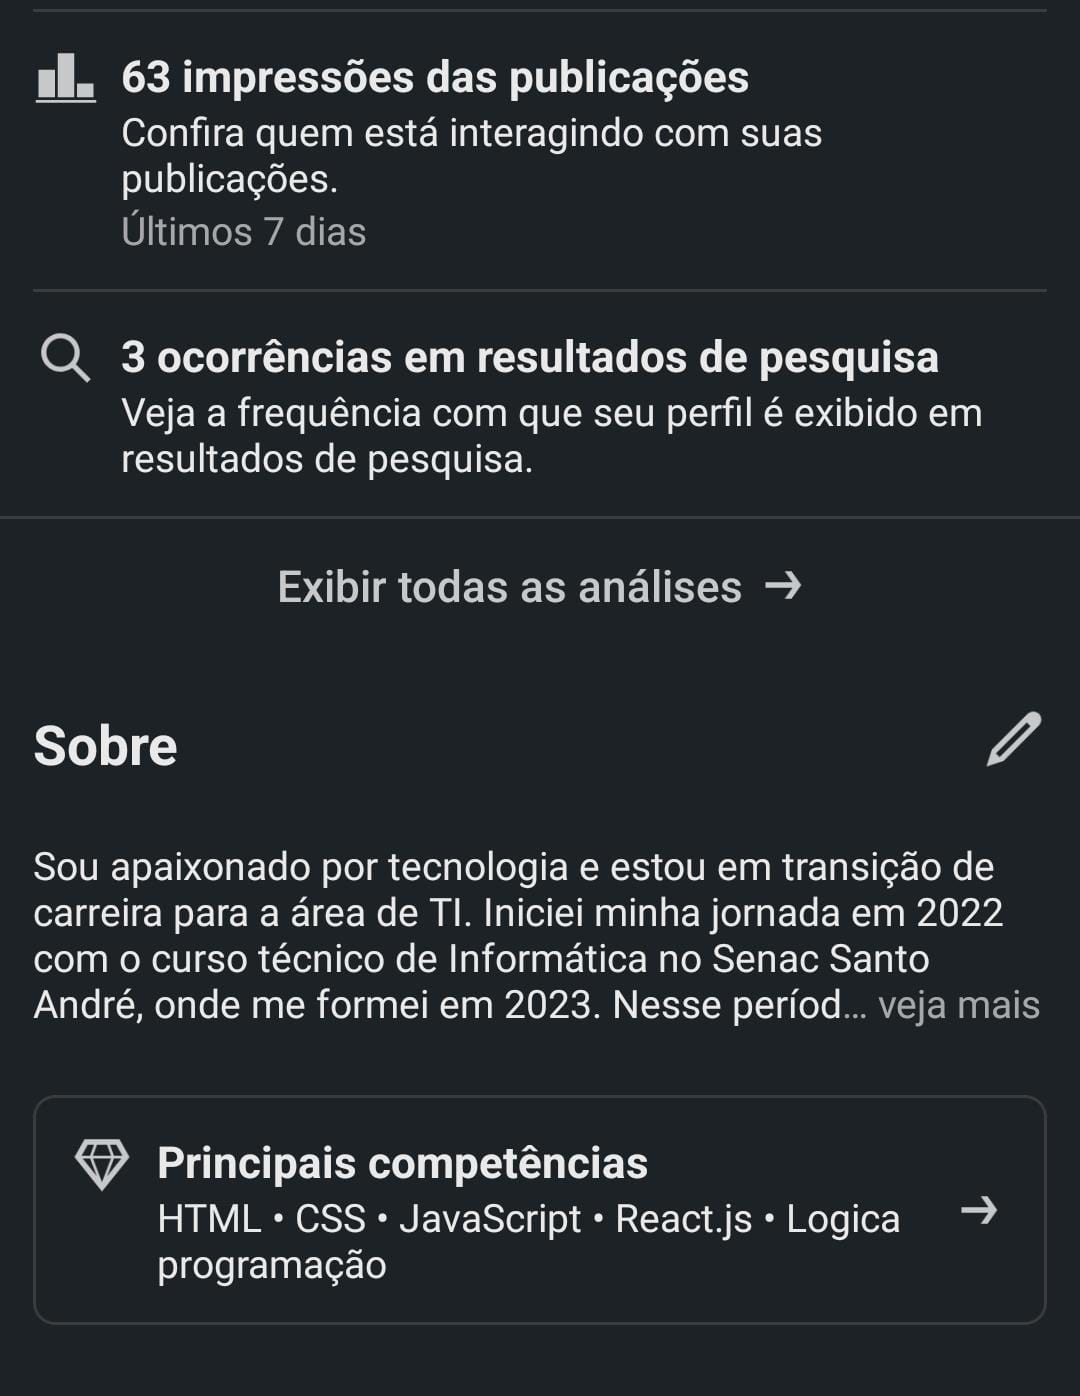 63 impressões das publicações
Confira quem está interagindo com suas
publicações.
Últimos 7 dias
3 ocorrências em resultados de pesquisa
Veja a frequência com que seu perfil é exibido em
resultados de pesquisa.
Exibir todas as análises →
Sobre
Sou apaixonado por tecnologia e estou em transição de
carreira para a área de TI. Iniciei minha jornada em 2022
com o curso técnico de Informática no Senac Santo
André, onde me formei em 2023. Nesse períod... veja mais
Principais competências
HTML • CSS • JavaScript • React.js • Logica
programação